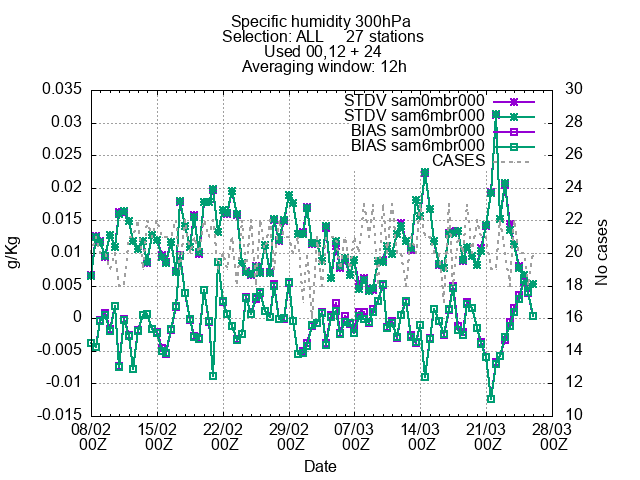 Specific humidity 300hPa
Selection: ALL 27 stations
Used 00,12 + 24
Averaging window: 12h
STDV sam0mbr000
STDV sam6mbr000
BIAS sam0mbr000
BIAS sam6mbr000
CASES
g/Kg
0.035
0.03
0.025
0.02
0.015
0.01
0.005
0
-0.005
-0.01
-0.015
30
28
26
24
22
20
18
16
14
12
10
No cases
08/02 15/02 22/02 29/02 07/03 14/03 21/03 28/03
00Z 00Z 00Z 00Z 00Z 00Z 00Z 00Z
Date